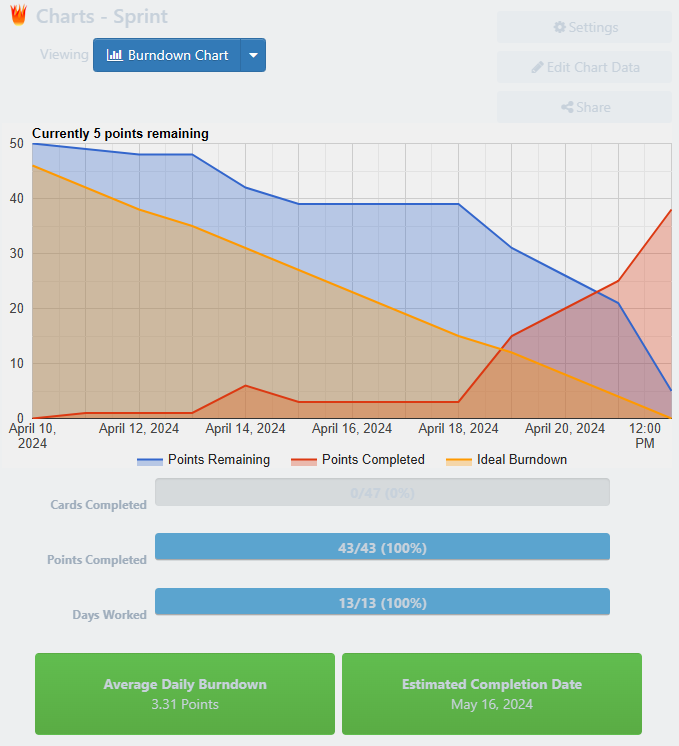 Charts - Sprint
Settings
Viewing
Burndown Chart
Edit Chart Data
Share
Currently 5 points remaining
50
40
30
20
10
0
April 10, 2024
April 12, 2024
April 14, 2024
April 16, 2024
April 18, 2024
April 20, 2024
12:00 PM
Points Remaining
Points Completed
Ideal Burndown
Cards Completed
0/47 (0%)
Points Completed
43/43 (100%)
Days Worked
13/13 (100%)
Average Daily Burndown
3.31 Points
Estimated Completion Date
May 16, 2024